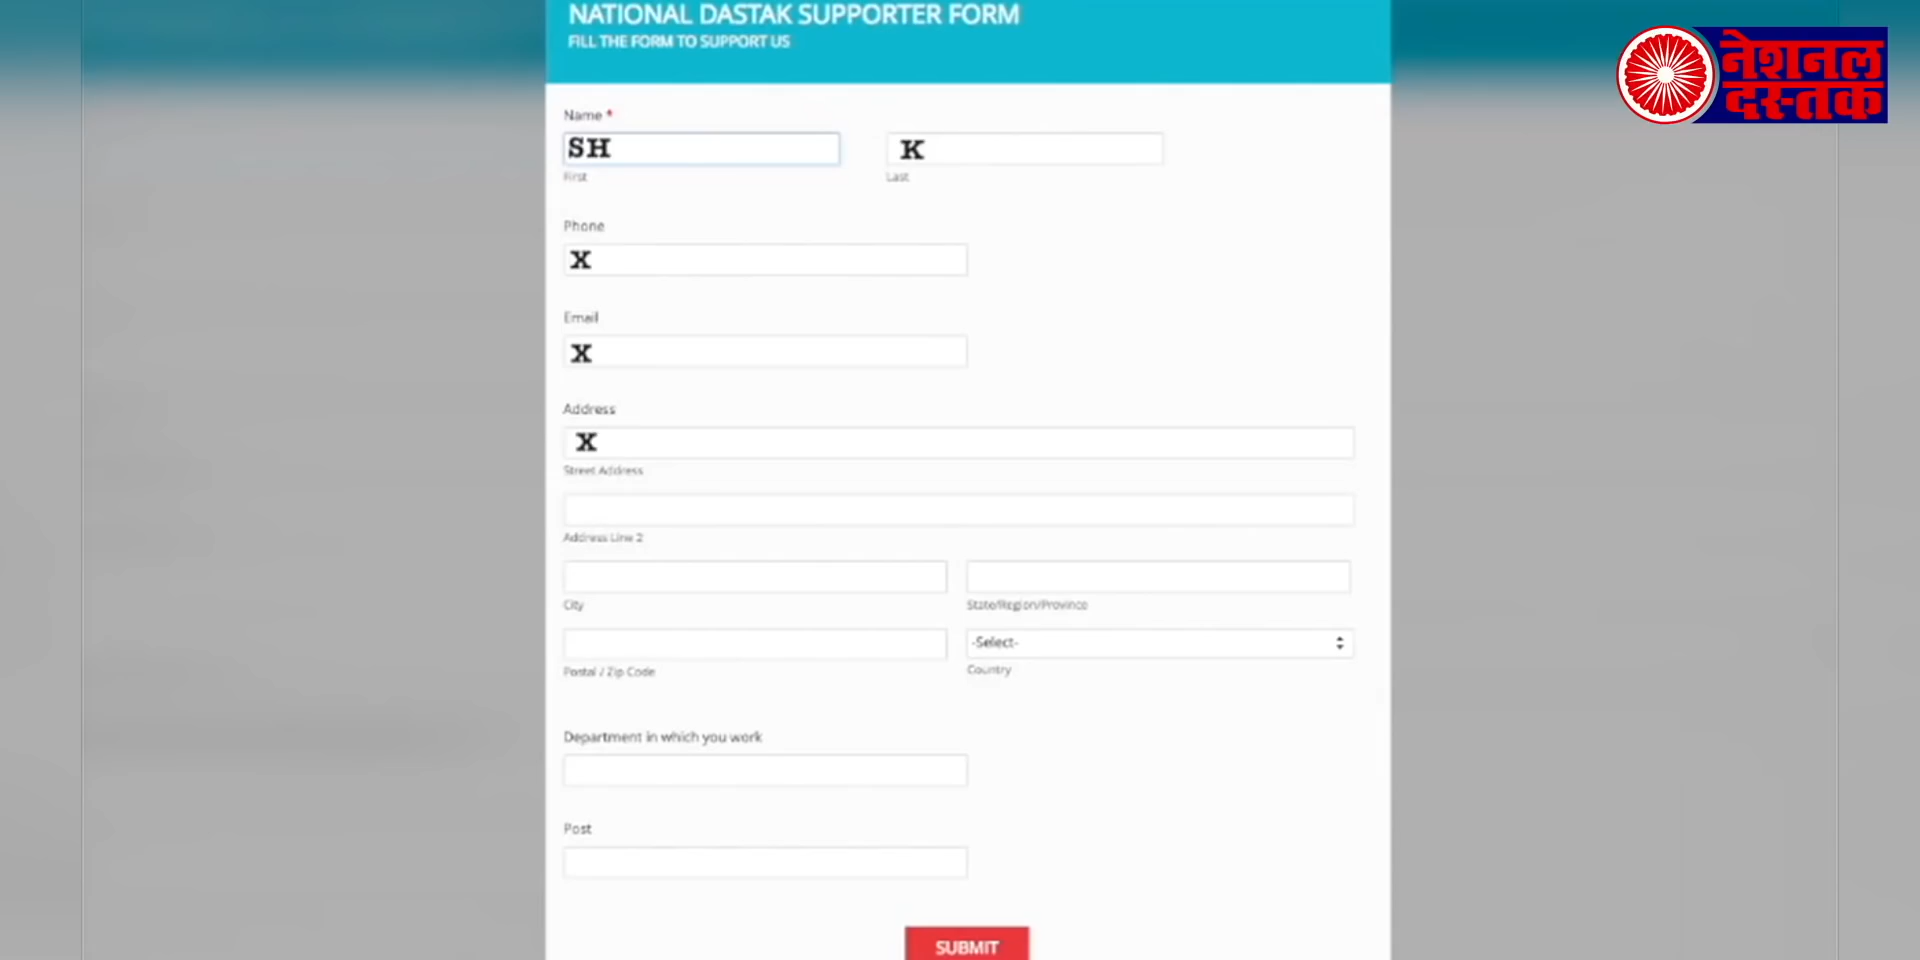 NATIONAL DASTAK SUPPORTER FORM
FILL THE FORM TO SUPPORT US
नेशनल
दस्तक
Name *
SH K
First Last
Phone
X
Email
X
Address
X
Street Address
Address Line 2
City State/Region/Province
-Select-
Postal / Zip Code Country
Department in which you work
Post
SUBMIT